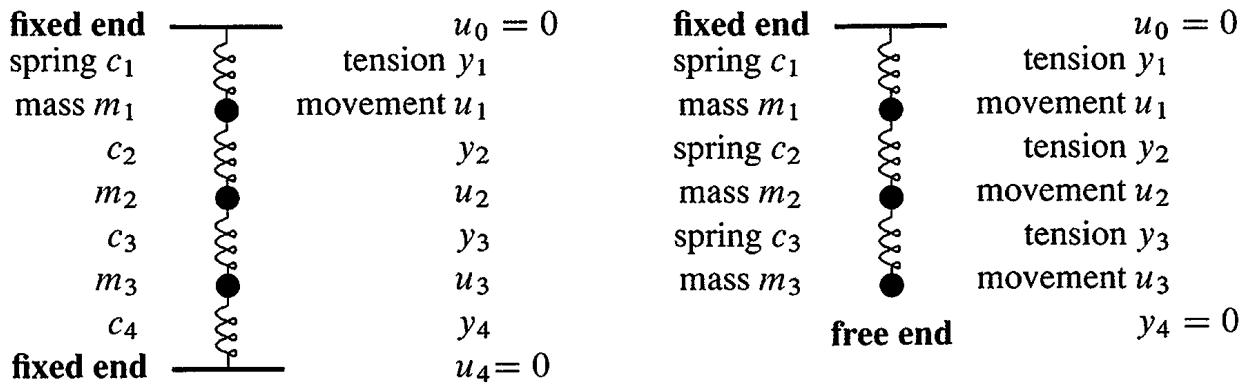 fixed end u₀ = 0
spring c₁ tension y₁
mass m₁ movement u₁
c₂ y₂
m₂ u₂
c₃ y₃
m₃ u₃
c₄ y₄
fixed end u₄ = 0
fixed end u₀ = 0
spring c₁ tension y₁
mass m₁ movement u₁
spring c₂ tension y₂
mass m₂ movement u₂
spring c₃ tension y₃
mass m₃ movement u₃
free end y₄ = 0